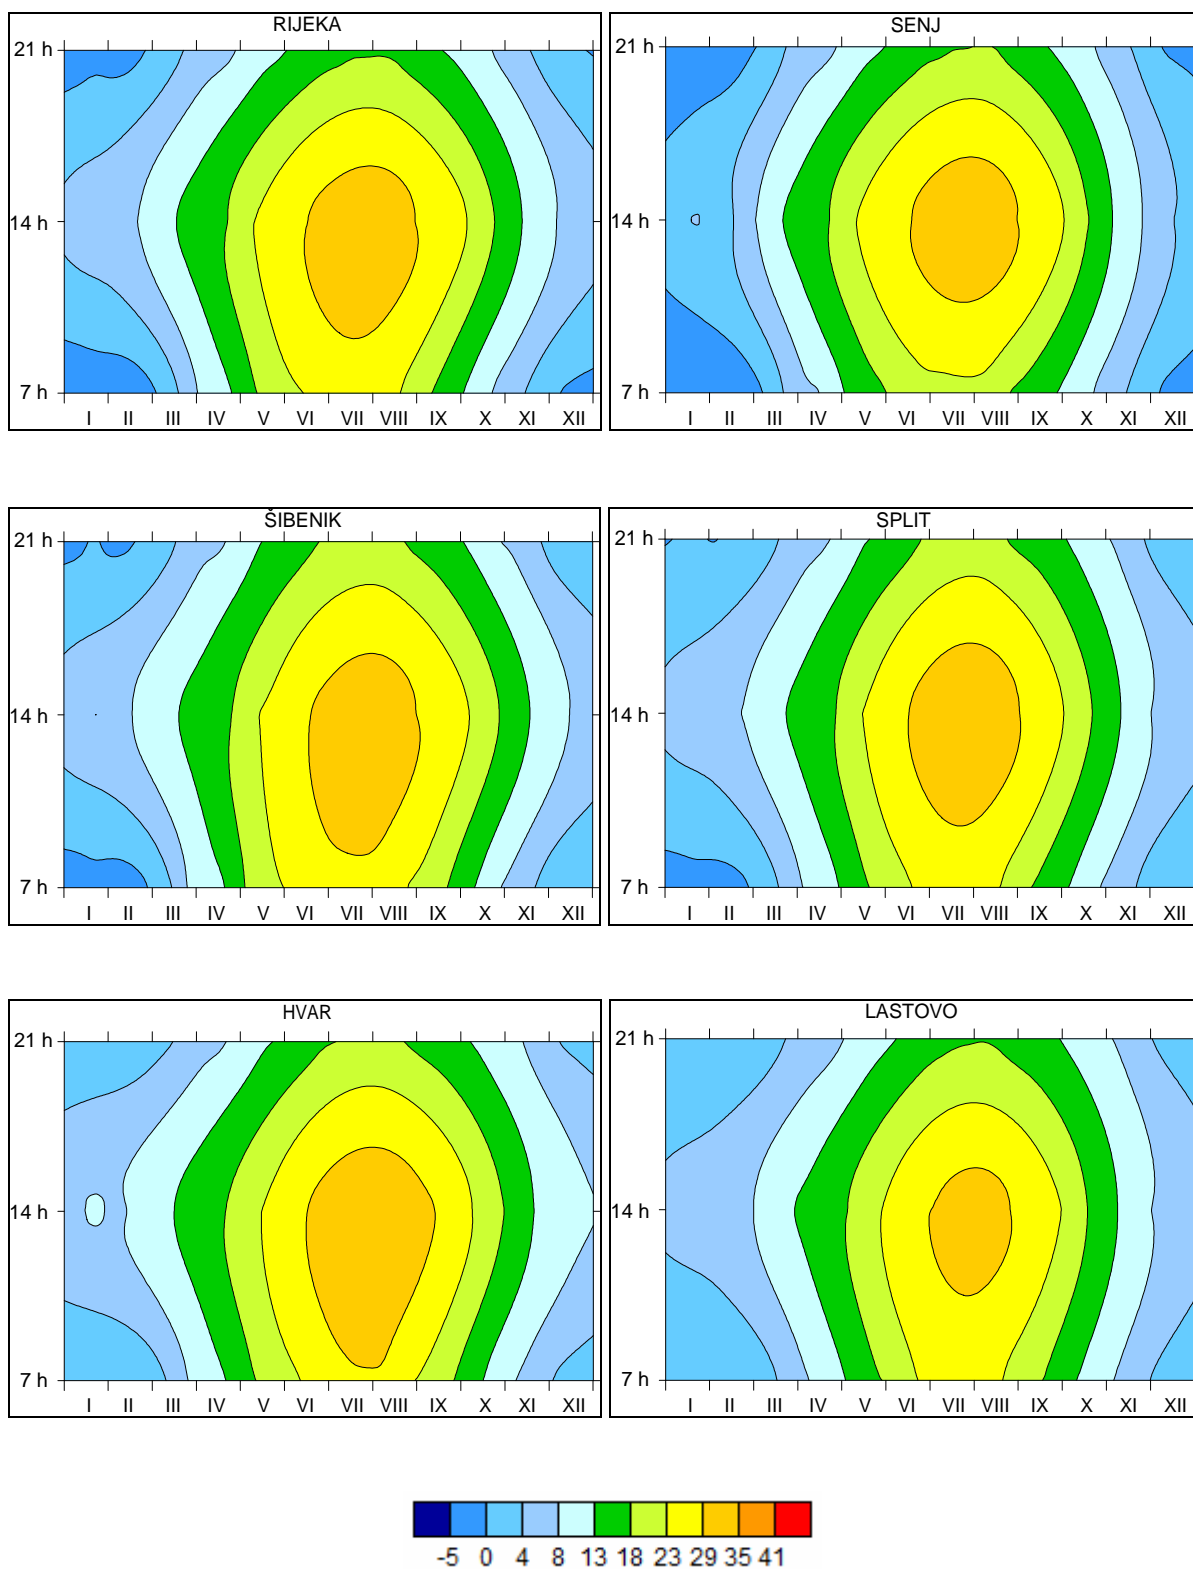 RIJEKA
21 h
14 h
7 h
I II III IV V VI VII VIII IX X XI XII
SENJ
21 h
14 h
7 h
I II III IV V VI VII VIII IX X XI XII
ŠIBENIK
21 h
14 h
7 h
I II III IV V VI VII VIII IX X XI XII
SPLIT
21 h
14 h
7 h
I II III IV V VI VII VIII IX X XI XII
HVAR
21 h
14 h
7 h
I II III IV V VI VII VIII IX X XI XII
LASTOVO
21 h
14 h
7 h
I II III IV V VI VII VIII IX X XI XII
-5 0 4 8 13 18 23 29 35 41